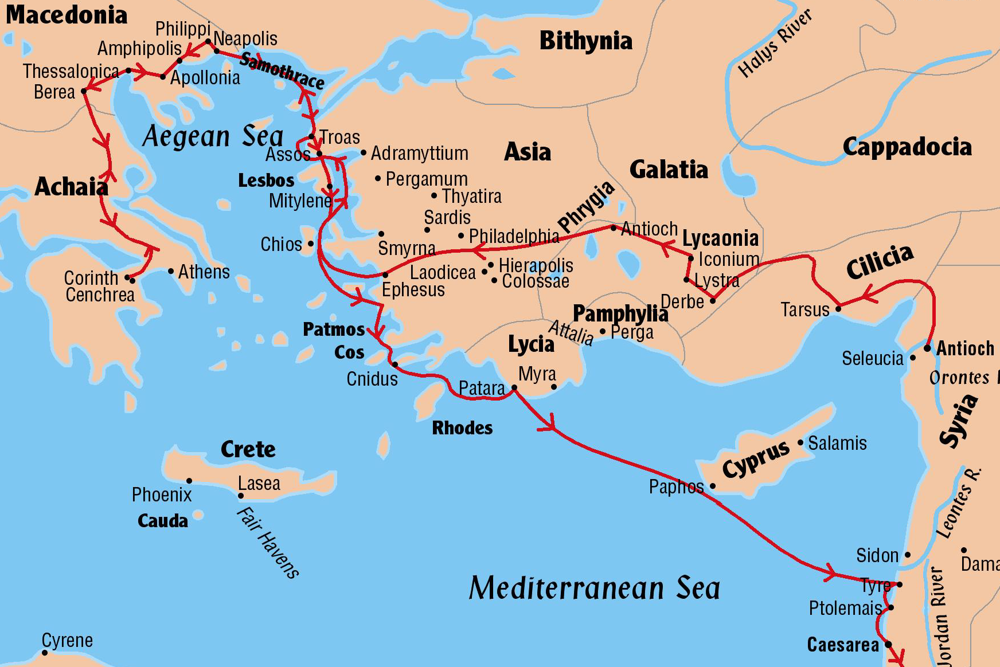 Macedonia
Philippi
Neapolis
Amphipolis
Samothrace
Thessalonica
Apollonia
Berea
Bithynia
Halys River
Aegean Sea
Troas
Assos
Adramyttium
Asia
Cappadocia
Galatia
Achaia
Lesbos
Pergamum
Mitylene
Thyatira
Phrygia
Sardis
Antioch
Philadelphia
Lycaonia
Chios
Smyrna
Iconium
Cilicia
Corinth
Athens
Laodicea
Hierapolis
Colossae
Lystra
Cenchrea
Ephesus
Derbe
Tarsus
Pamphylia
Patmos
Attalia
Perga
Cos
Lycia
Antioch
Seleucia
Cnidus
Myra
Patara
Orontes
Syria
Rhodes
Crete
Cyprus
Salamis
Lasea
Phoenix
Paphos
Leontes R.
Cauda
Fair Havens
Sidon
Dama
Mediterranean Sea
Tyre
Ptolemais
Jordan River
Cyrene
Caesarea